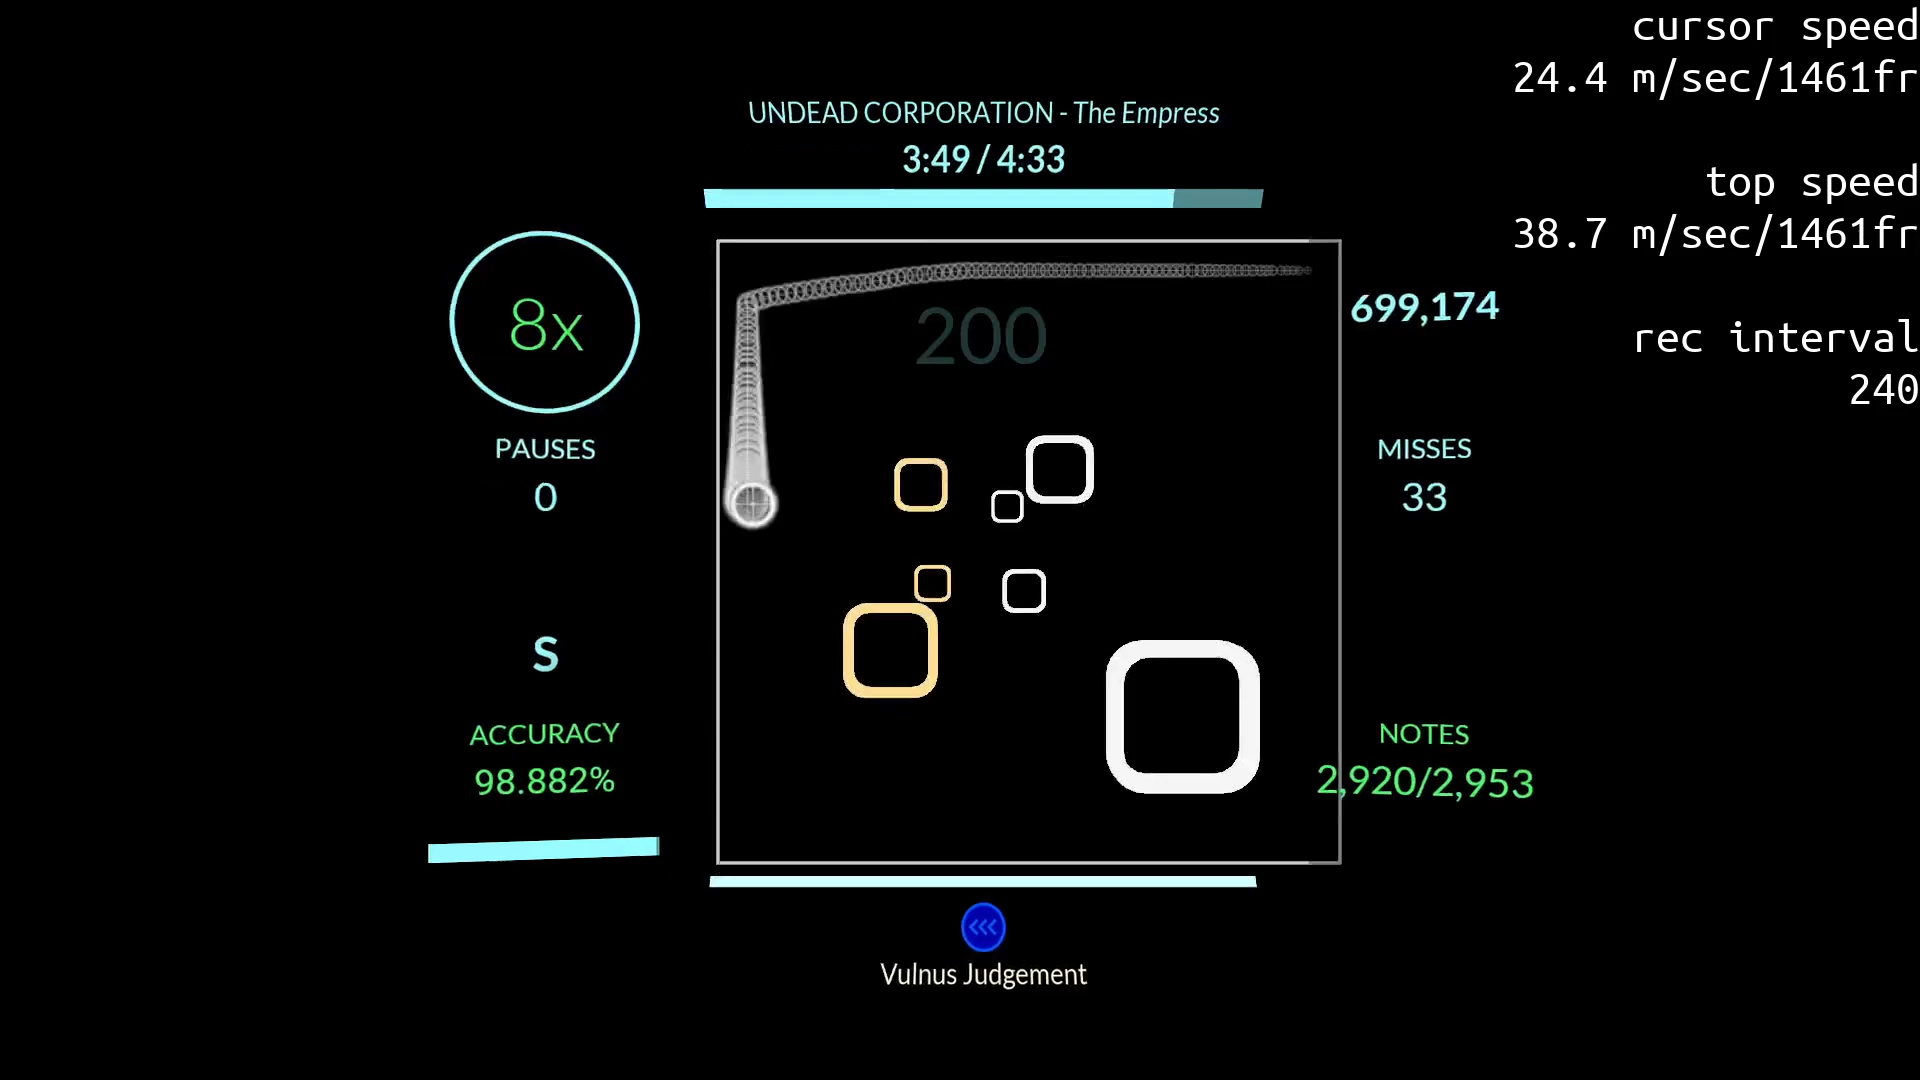 cursor speed
24.4 m/sec/1461fr
top speed
38.7 m/sec/1461fr
rec interval
240
UNDEAD CORPORATION - The Empress
3:49 / 4:33
8x
PAUSES
0
S
ACCURACY
98.882%
200
699,174
MISSES
33
NOTES
2,920/2,953
<<<
Vulnus Judgement